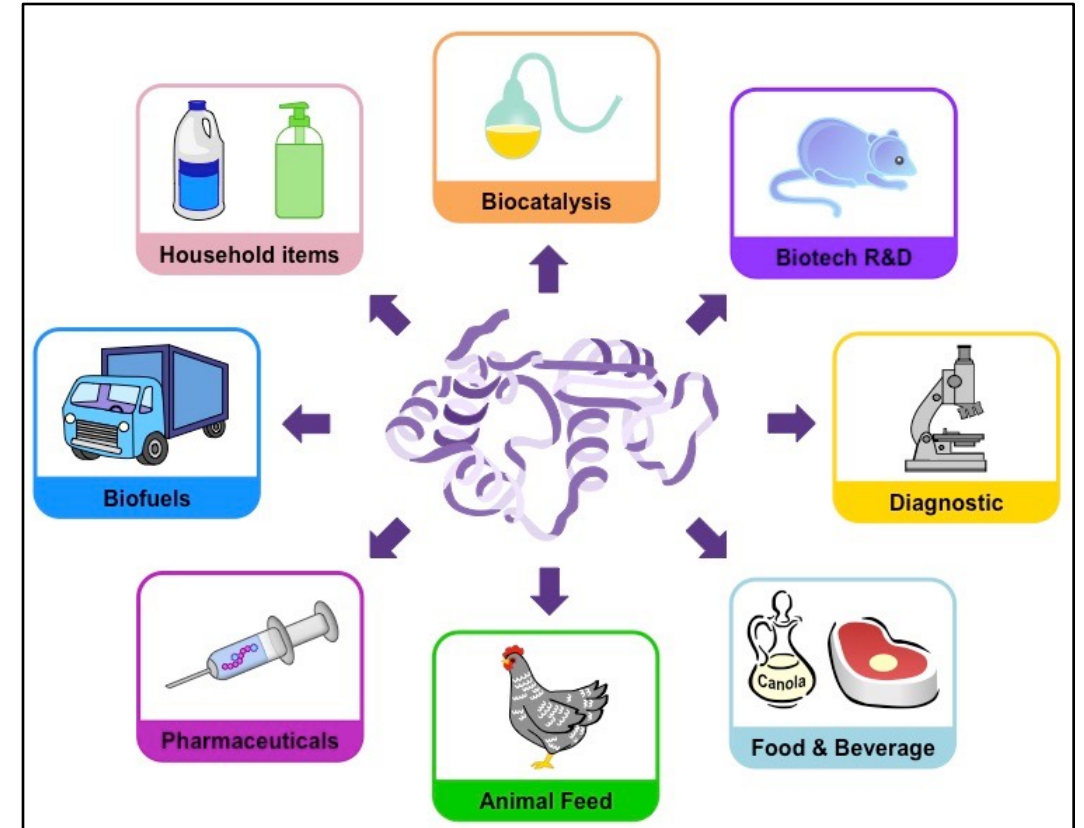 Biocatalysis
Household items
Biotech R&D
Biofuels
Diagnostic
Pharmaceuticals
Canola
Food & Beverage
Animal Feed